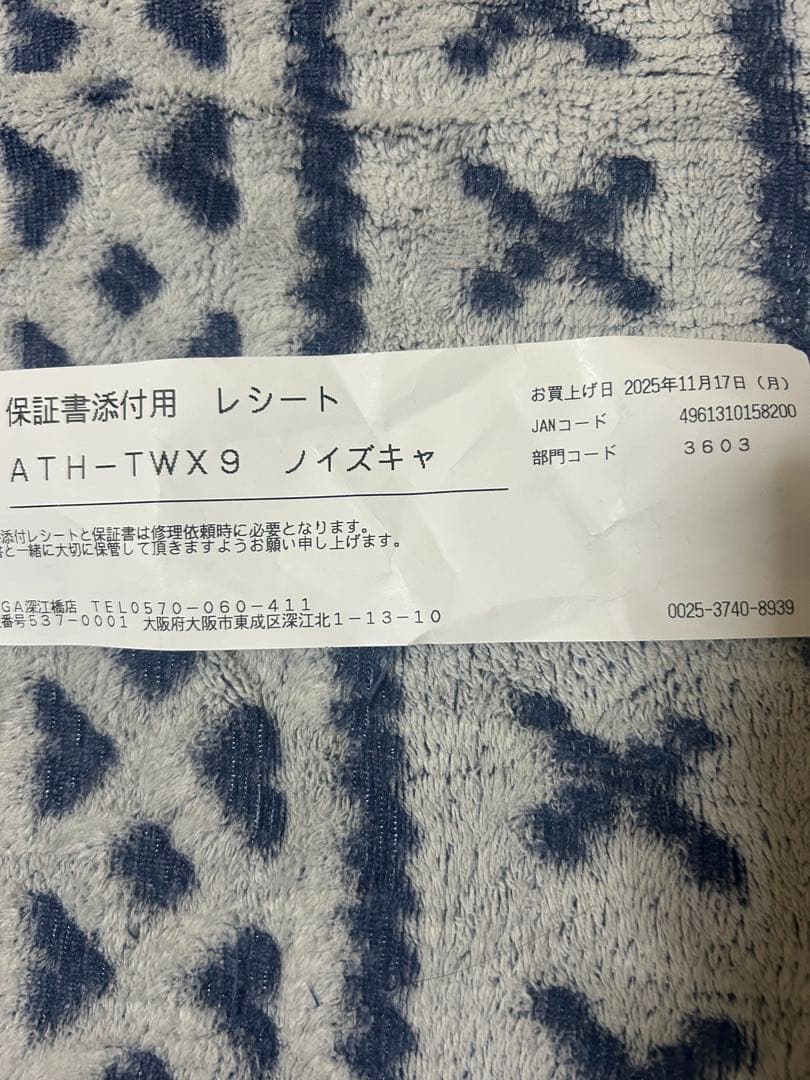 保証書添付用 レシート
お買上げ日 2025年11月17日(月)
JANコード 4961310158200
ATH-TWX9 ノイズキャ
部門コード 3603
添付レシートと保証書は修理依頼時に必要となります。
と一緒に大切に保管して頂きますようお願い申し上げます。
GA深江橋店 TEL0570-060-411
番号537-0001 大阪府大阪市東成区深江北1-13-10
0025-3740-8939